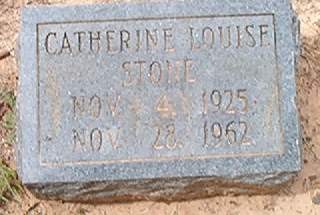 CATHERINE LOUISE
STONE
NOV. 4, 1925
NOV. 28, 1962